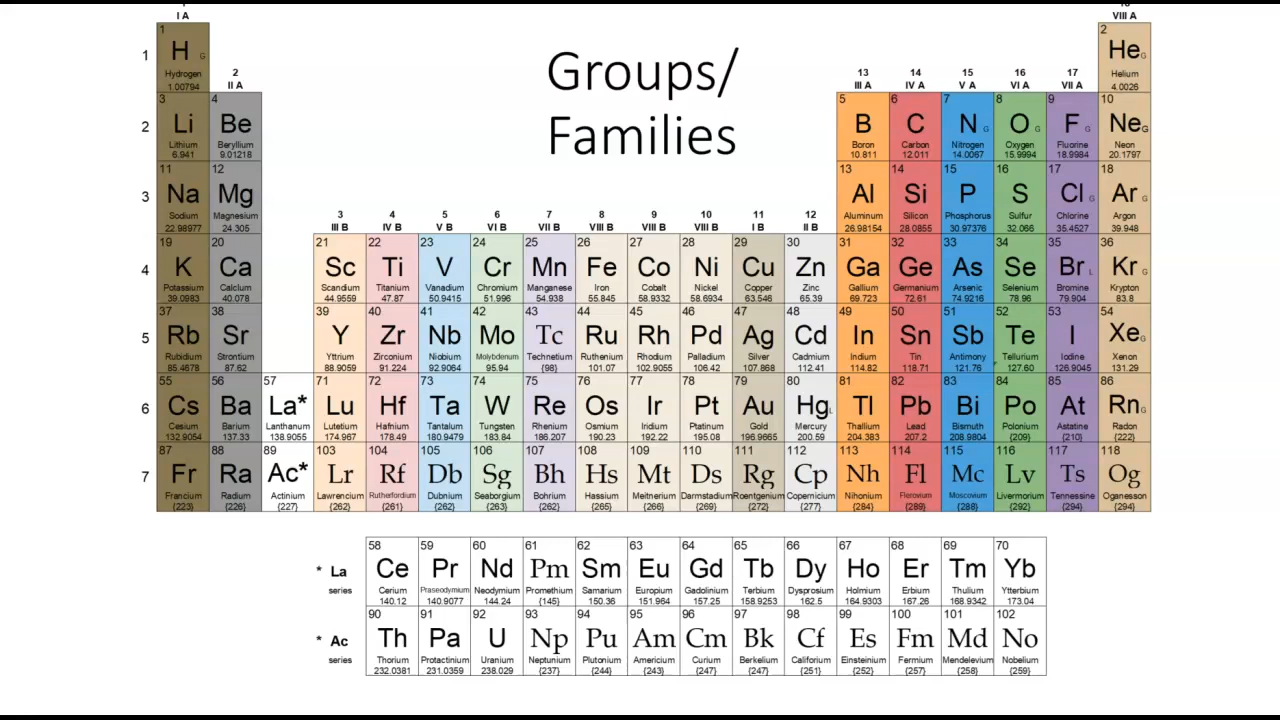 I A
VIII A
1
H G
Hydrogen
1.00794
2
He G
Helium
4.0026
1
Groups/
Families
2
II A
13 14 15 16 17
III A IV A V A VI A VII A
2
3 4 5 6 7 8 9 10
Li Be B C N G O G F G Ne G
Lithium Beryllium Boron Carbon Nitrogen Oxygen Fluorine Neon
6.941 9.01218 10.811 12.011 14.0067 15.9994 18.9984 20.1797
3
11 12 13 14 15 16 17 18
Na Mg Al Si P S Cl G Ar G
Sodium Magnesium Aluminum Silicon Phosphorus Sulfur Chlorine Argon
22.98977 24.305 26.98154 28.0855 30.97376 32.066 35.4527 39.948
3 4 5 6 7 8 9 10 11 12
III B IV B V B VI B VII B VIII B VIII B VIII B I B II B
4
19 20 21 22 23 24 25 26 27 28 29 30 31 32 33 34 35 36
K Ca Sc Ti V Cr Mn Fe Co Ni Cu Zn Ga Ge As Se Br L Kr G
Potassium Calcium Scandium Titanium Vanadium Chromium Manganese Iron Cobalt Nickel Copper Zinc Gallium Germanium Arsenic Selenium Bromine Krypton
39.0983 40.078 44.9559 47.87 50.9415 51.996 54.938 55.845 58.9332 58.6934 63.546 65.39 69.723 72.61 74.9216 78.96 79.904 83.8
5
37 38 39 40 41 42 43 44 45 46 47 48 49 50 51 52 53 54
Rb Sr Y Zr Nb Mo Tc Ru Rh Pd Ag Cd In Sn Sb Te I Xe G
Rubidium Strontium Yttrium Zirconium Niobium Molybdenum Technetium Ruthenium Rhodium Palladium Silver Cadmium Indium Tin Antimony Tellurium Iodine Xenon
85.4678 87.62 88.9059 91.224 92.9064 95.94 {98} 101.07 102.9055 106.42 107.868 112.41 114.82 118.71 121.76 127.60 126.9045 131.29
6
55 56 57 71 72 73 74 75 76 77 78 79 80 81 82 83 84 85 86
Cs Ba La* Lu Hf Ta W Re Os Ir Pt Au Hg L Tl Pb Bi Po At Rn G
Cesium Barium Lanthanum Lutetium Hafnium Tantalum Tungsten Rhenium Osmium Iridium Platinum Gold Mercury Thallium Lead Bismuth Polonium Astatine Radon
132.9054 137.33 138.9055 174.967 178.49 180.9479 183.84 186.207 190.23 192.22 195.08 196.9665 200.59 204.383 207.2 208.9804 {209} {210} {222}
7
87 88 89 103 104 105 106 107 108 109 110 111 112 113 114 115 116 117 118
Fr Ra Ac* Lr Rf Db Sg Bh Hs Mt Ds Rg Cp Nh Fl Mc Lv Ts Og
Francium Radium Actinium Lawrencium Rutherfordium Dubnium Seaborgium Bohrium Hassium Meitnerium Darmstadium Roentgenium Copernicium Nihonium Flerovium Moscovium Livermorium Tennessine Oganesson
{223} {226} {227} {262} {261} {262} {263} {262} {265} {266} {269} {272} {277} {284} {289} {288} {292} {294} {294}
58 59 60 61 62 63 64 65 66 67 68 69 70
* La Ce Pr Nd Pm Sm Eu Gd Tb Dy Ho Er Tm Yb
series Cerium Praseodymium Neodymium Promethium Samarium Europium Gadolinium Terbium Dysprosium Holmium Erbium Thulium Ytterbium
140.12 140.9077 144.24 {145} 150.36 151.964 157.25 158.9253 162.5 164.9303 167.26 168.9342 173.04
90 91 92 93 94 95 96 97 98 99 100 101 102
* Ac Th Pa U Np Pu Am Cm Bk Cf Es Fm Md No
series Thorium Protactinium Uranium Neptunium Plutonium Americium Curium Berkelium Californium Einsteinium Fermium Mendelevium Nobelium
232.0381 231.0359 238.029 {237} {244} {243} {247} {247} {251} {252} {257} {258} {259}